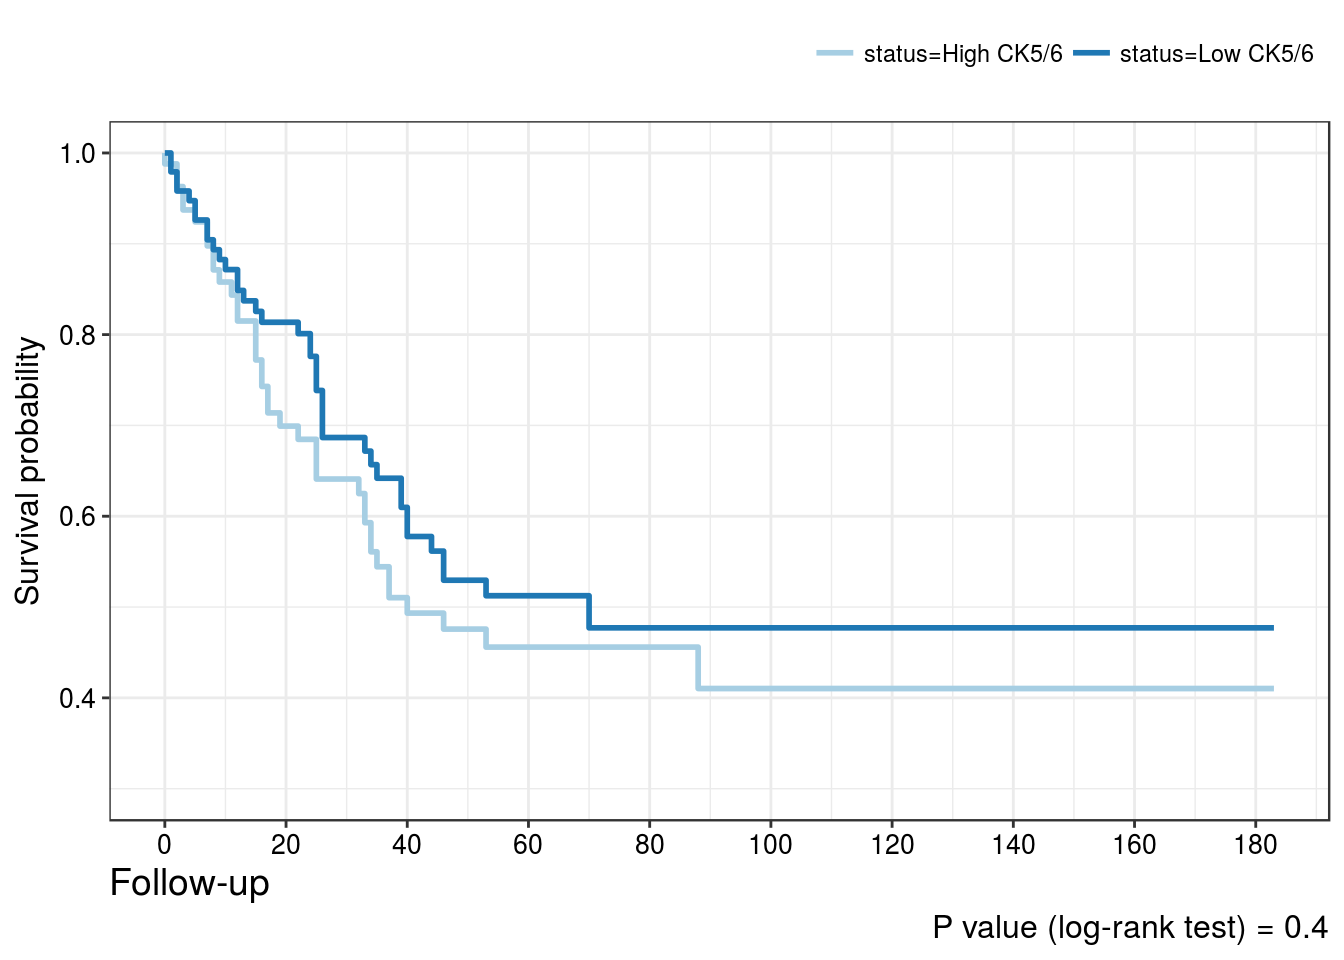 status=High CK5/6 status=Low CK5/6
1.0
0.8
0.6
0.4
Survival probability
0 20 40 60 80 100 120 140 160 180
Follow-up
P value (log-rank test) = 0.4